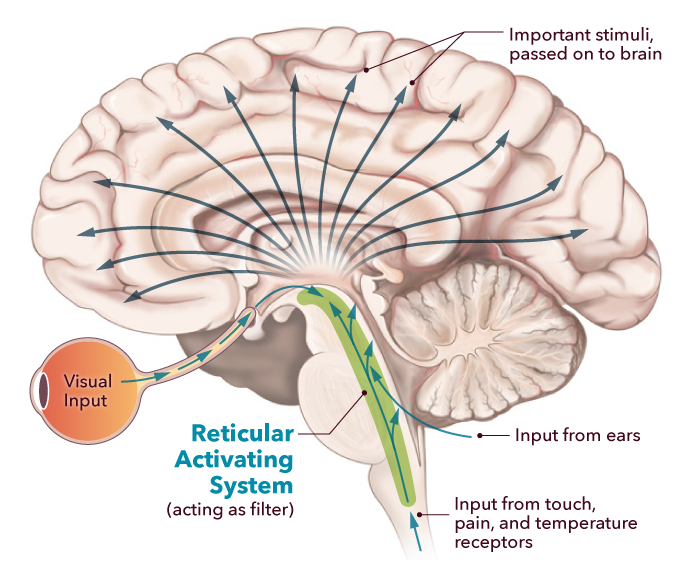 Important stimuli,
passed on to brain
Visual
Input
Reticular
Activating
System
(acting as filter)
Input from ears
Input from touch,
pain, and temperature
receptors